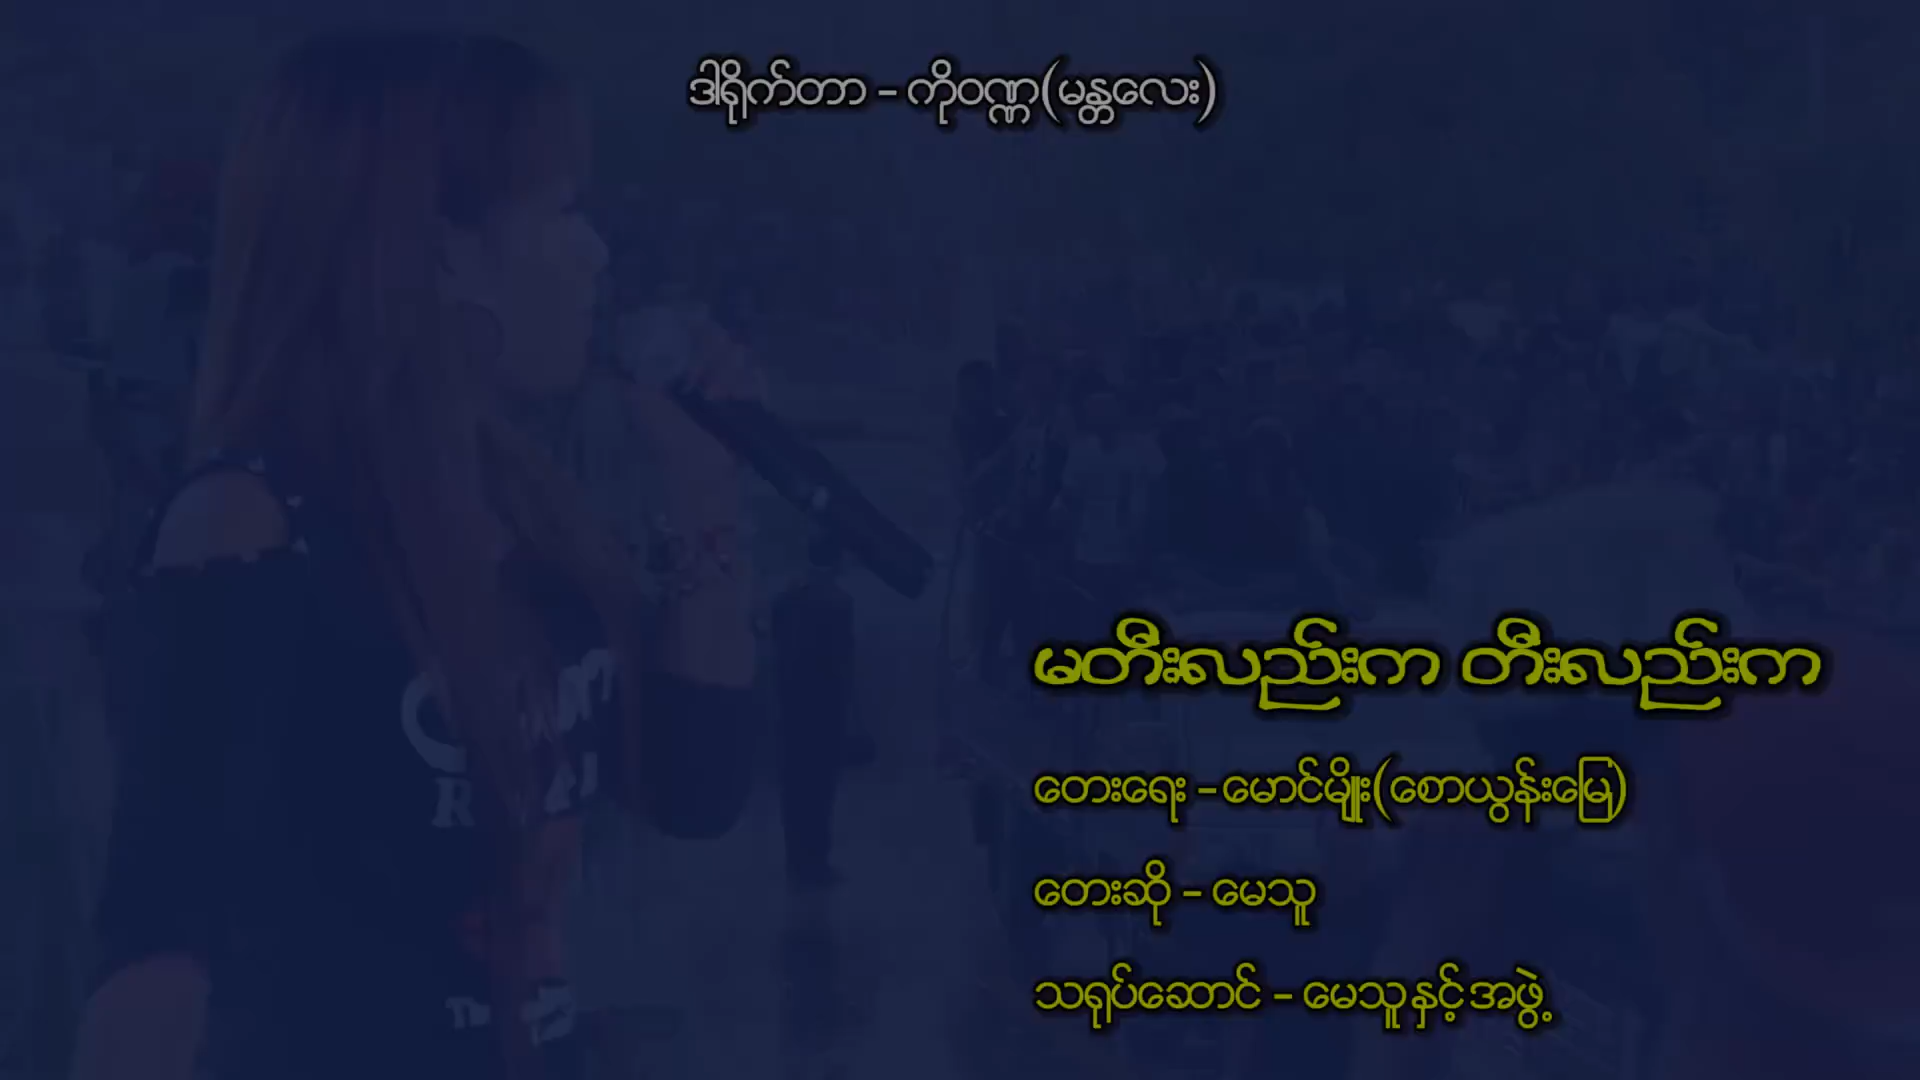 ဒါရိုက်တာ - ကိုဝဏ္ဏ(မန္တလေး)
မတီးလည်းက တီးလည်းက
တေးရေး - မောင်မျိုး(စောယွန်းမြေ)
တေးဆို - မေသူ
သရုပ်ဆောင် - မေသူနှင့်အဖွဲ့